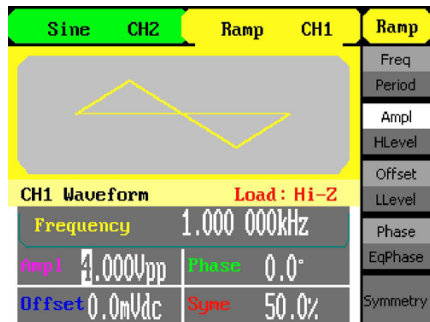 Sine CH2 Ramp CH1 Ramp
Freq
Period
Ampl
HLevel
Offset
LLevel
CH1 Waveform Load: Hi-Z
Phase
EqPhase
Frequency 1.000 000kHz
Ampl 4.000Vpp Phase 0.0°
Offset 0.0mVdc Syme 50.0%
Symmetry